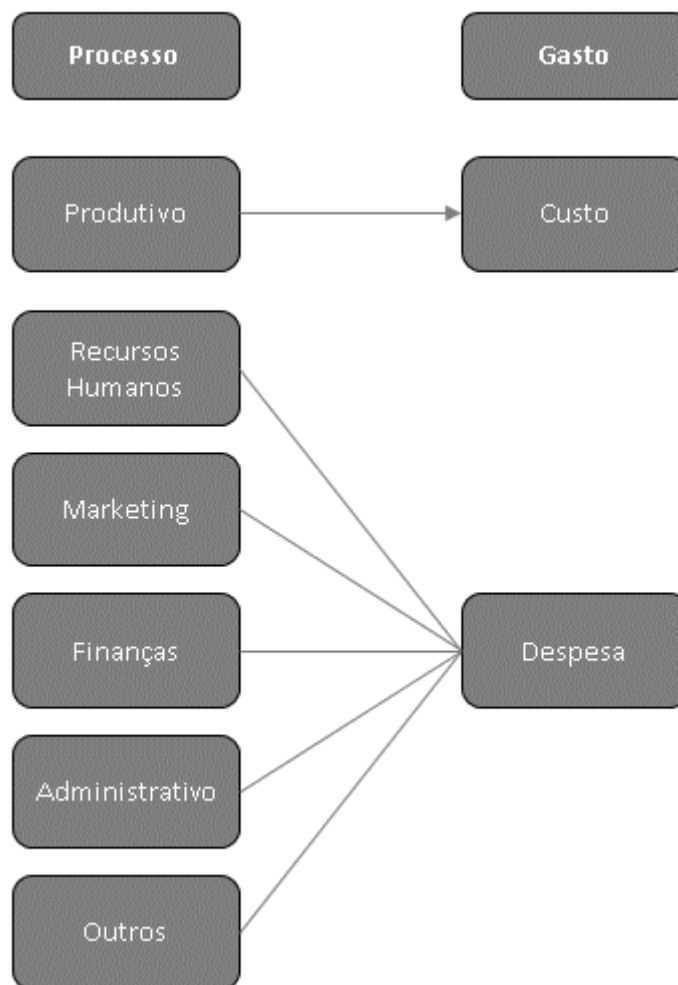 Processo
Gasto
Produtivo
Custo
Recursos
Humanos
Marketing
Finanças
Despesa
Administrativo
Outros